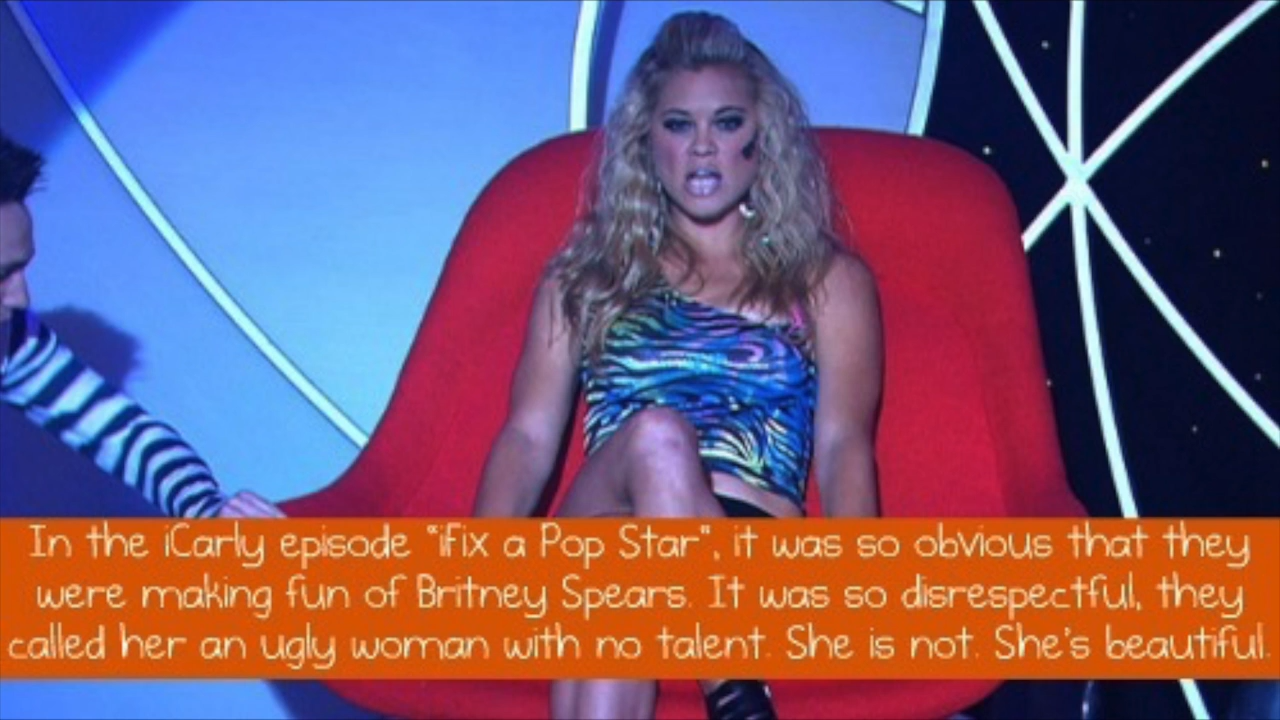 In the iCarly episode "iFix a Pop Star", it was so obvious that they
were making fun of Britney Spears. It was so disrespectful, they
called her an ugly woman with no talent. She is not. She's beautiful.